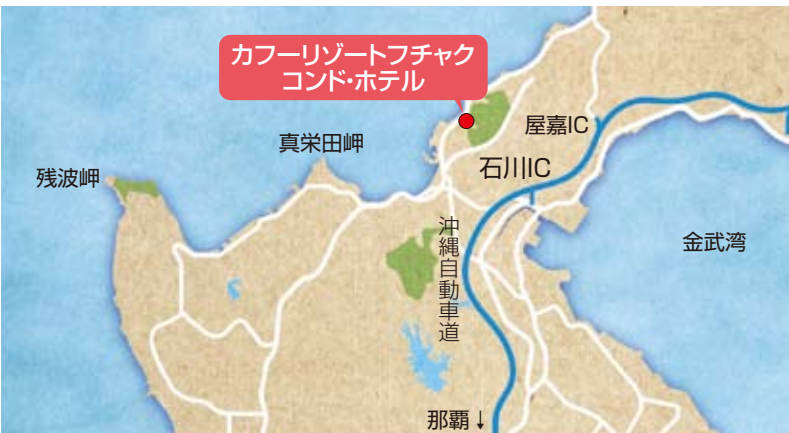 カフーリゾートフチャク
コンド・ホテル
屋嘉IC
真栄田岬
石川IC
残波岬
沖縄自動車道
金武湾
那覇↓